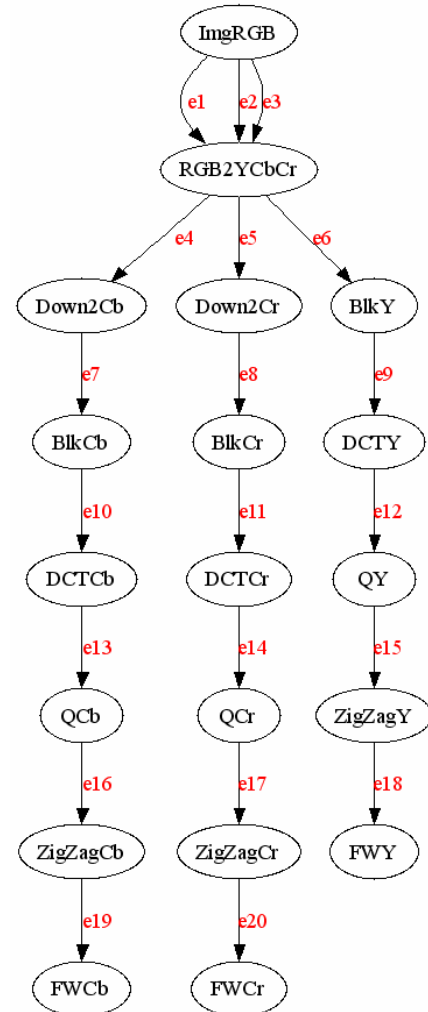 ImgRGB
e1 e2 e3
RGB2YCbCr
e4 e5 e6
Down2Cb Down2Cr BlkY
e7 e8 e9
BlkCb BlkCr DCTY
e10 e11 e12
DCTCb DCTCr QY
e13 e14 e15
QCb QCr ZigZagY
e16 e17 e18
ZigZagCb ZigZagCr FWY
e19 e20
FWCb FWCr